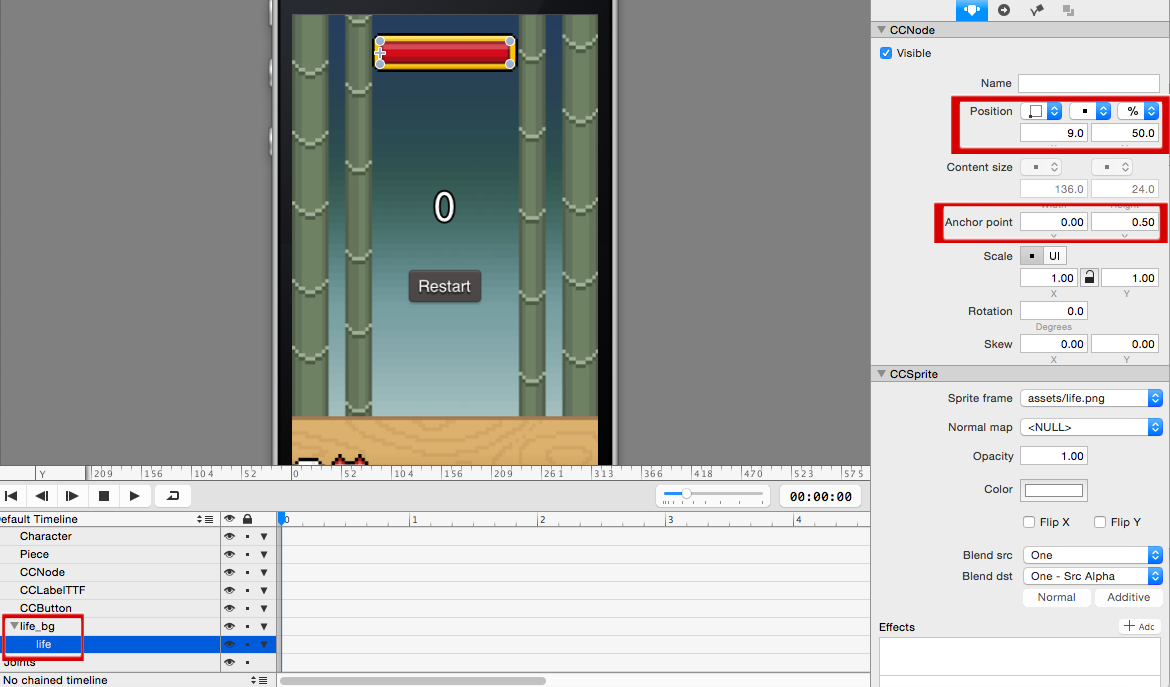 CCNode
Visible
Name
Position % 
9.0 50.0
Content size
136.0 24.0
Width Height
Anchor point 0.00 0.50
X Y
Scale UI
1.00 1.00
X Y
Rotation 0.0
Degrees
Skew 0.00 0.00
X Y
CCSprite
Sprite frame assets/life.png
Normal map <NULL>
Opacity 1.00
Color
Flip X Flip Y
Blend src One
Blend dst One - Src Alpha
Normal Additive
Effects Add
0
Restart
Y 209 156 104 52 0 52 104 156 209 261 313 366 418 470 523 575
00:00:00
efault Timeline 0 1 2 3 4
Character
Piece
CCNode
CCLabelTTF
CCButton
life_bg
life
Joints
No chained timeline